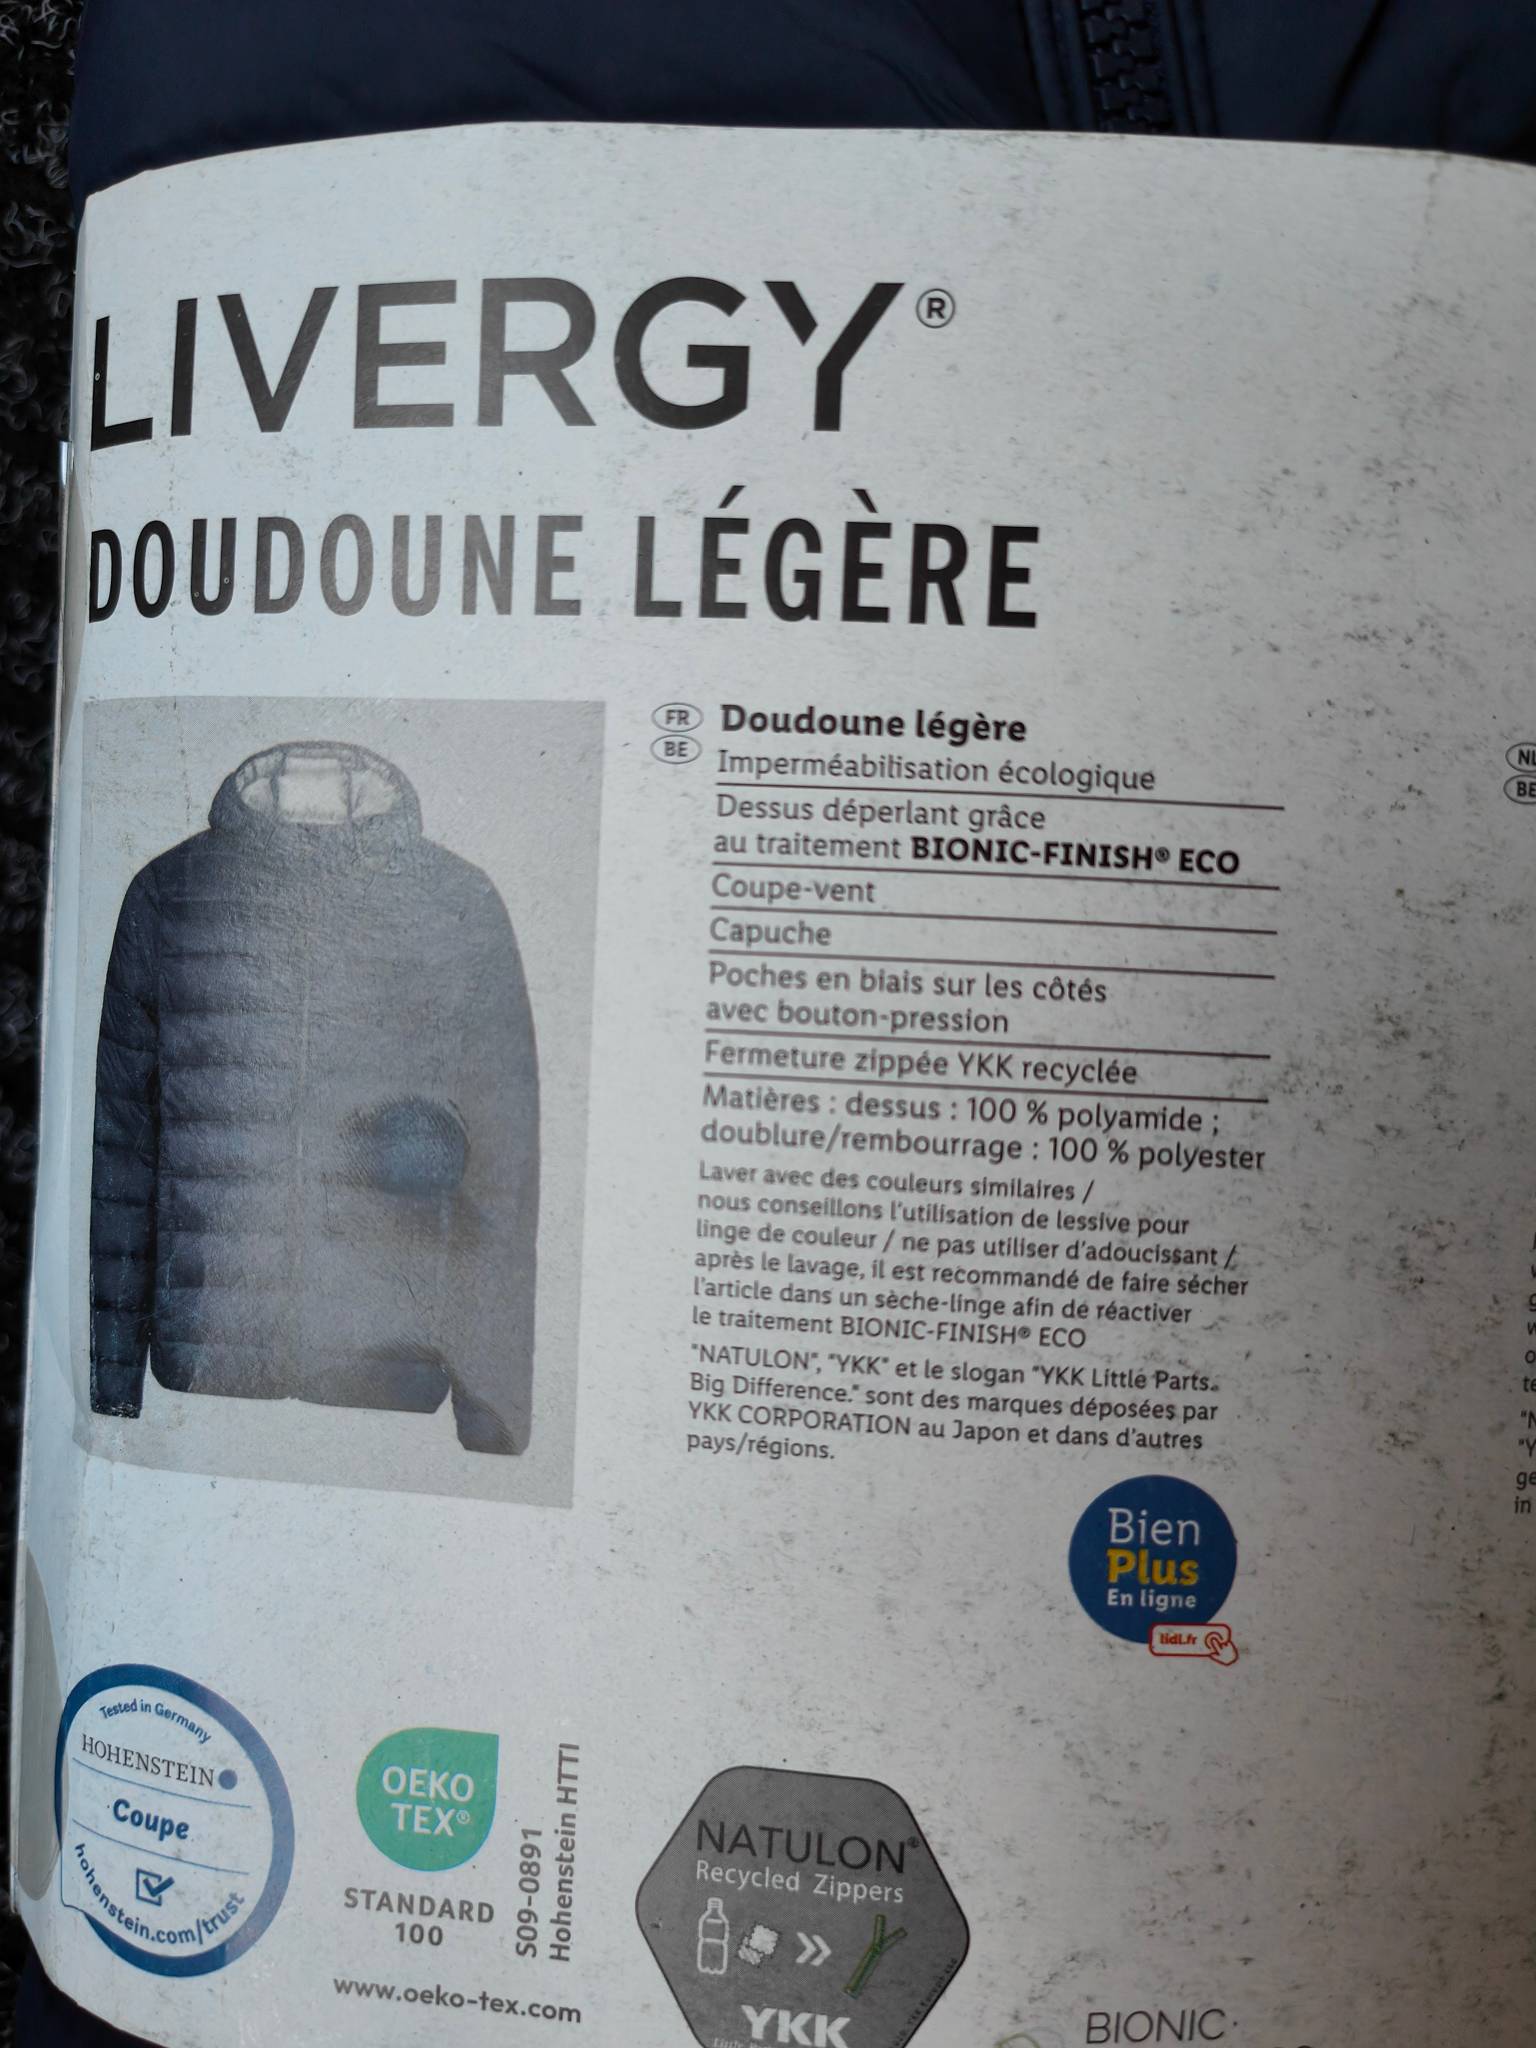 LIVERGY®
DOUDOUNE LÉGÈRE
FR
BE
Doudoune légère
Imperméabilisation écologique
Dessus déperlant grâce
au traitement BIONIC-FINISH® ECO
Coupe-vent
Capuche
Poches en biais sur les côtés
avec bouton-pression
Fermeture zippée YKK recyclée
Matières : dessus : 100 % polyamide ;
doublure/rembourrage : 100 % polyester
Laver avec des couleurs similaires /
nous conseillons l'utilisation de lessive pour
linge de couleur / ne pas utiliser d'adoucissant /
après le lavage, il est recommandé de faire sécher
l'article dans un sèche-linge afin de réactiver
le traitement BIONIC-FINISH® ECO
"NATULON", "YKK" et le slogan "YKK Little Parts.
Big Difference." sont des marques déposées par
YKK CORPORATION au Japon et dans d'autres
pays/régions.
NL
BE
Bien
Plus
En ligne
lidl.fr
Tested in Germany
HOHENSTEIN
Coupe
hohenstein.com/trust
OEKO
TEX®
STANDARD
100
S09-0891
Hohenstein HTTI
www.oeko-tex.com
NATULON®
Recycled Zippers
YKK
BIONIC